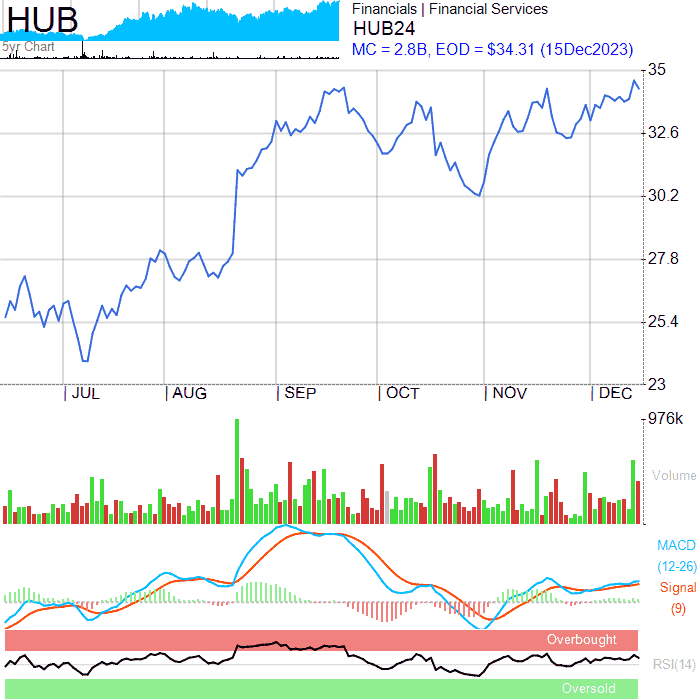 HUB
5yr Chart
Financials | Financial Services
HUB24
MC = 2.8B, EOD = $34.31 (15Dec2023)
35
32.6
30.2
27.8
25.4
23
JUL
AUG
SEP
OCT
NOV
DEC
976k
Volume
MACD
(12-26)
Signal
(9)
Overbought
RSI(14)
Oversold